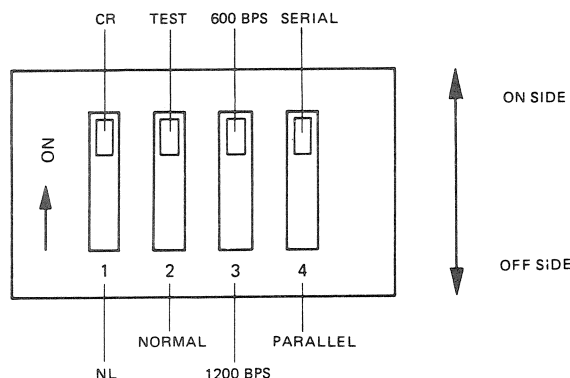 CR TEST 600 BPS SERIAL
ON SIDE
ON
OFF SiDE
1 2 3 4
NORMAL PARALLEL
NL 1200 BPS